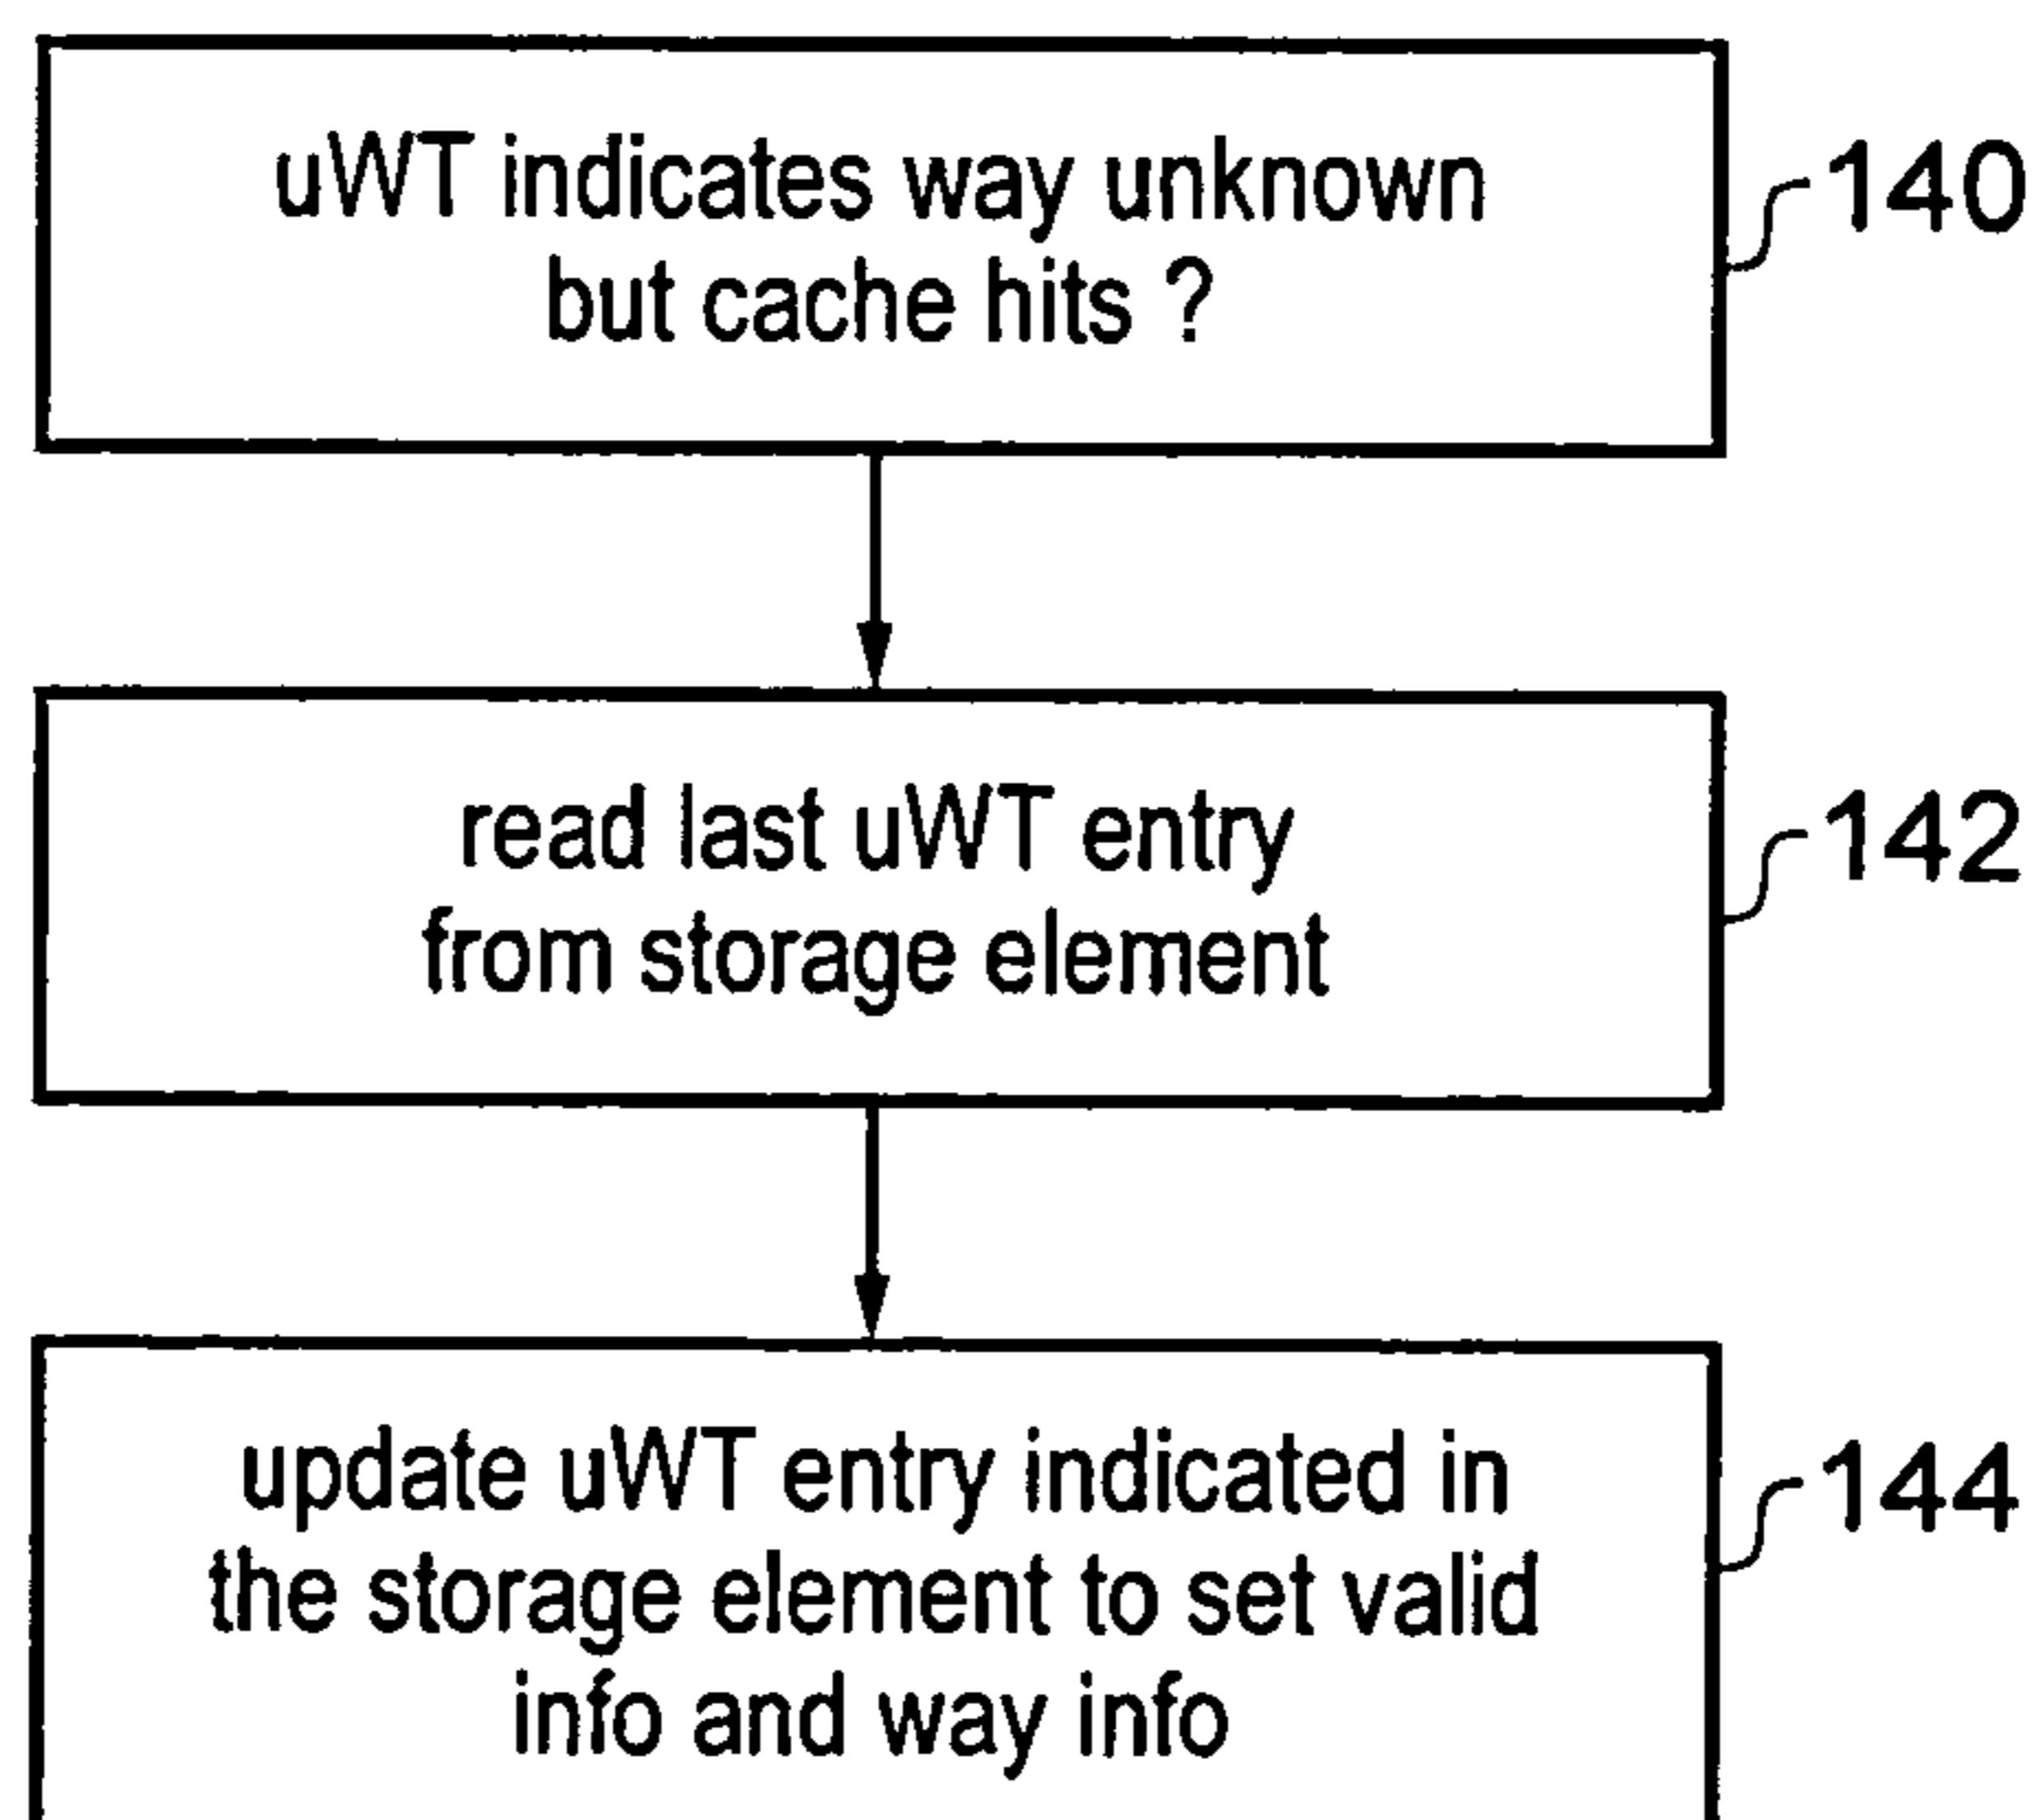 uWT indicates way unknown
but cache hits ?
140
read last uWT entry
from storage element
142
update uWT entry indicated in
the storage element to set valid
info and way info
144